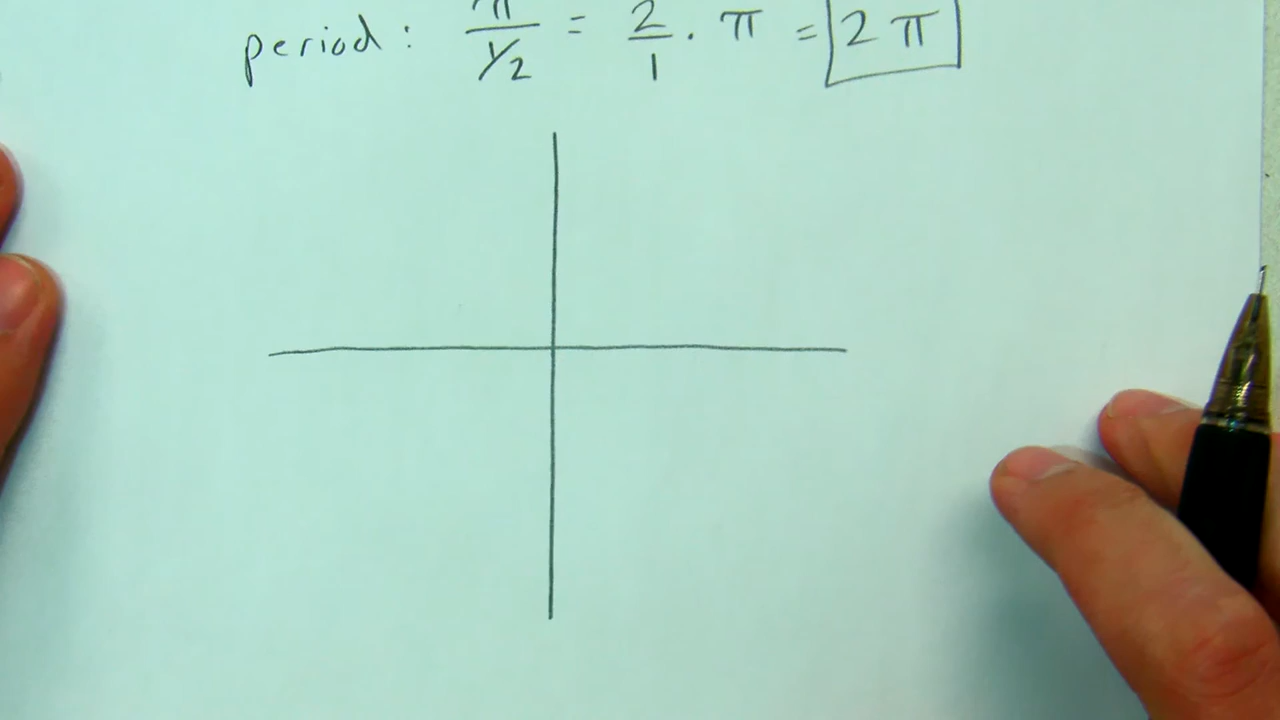 period: π/1/2 = 2/1 · π = 2π